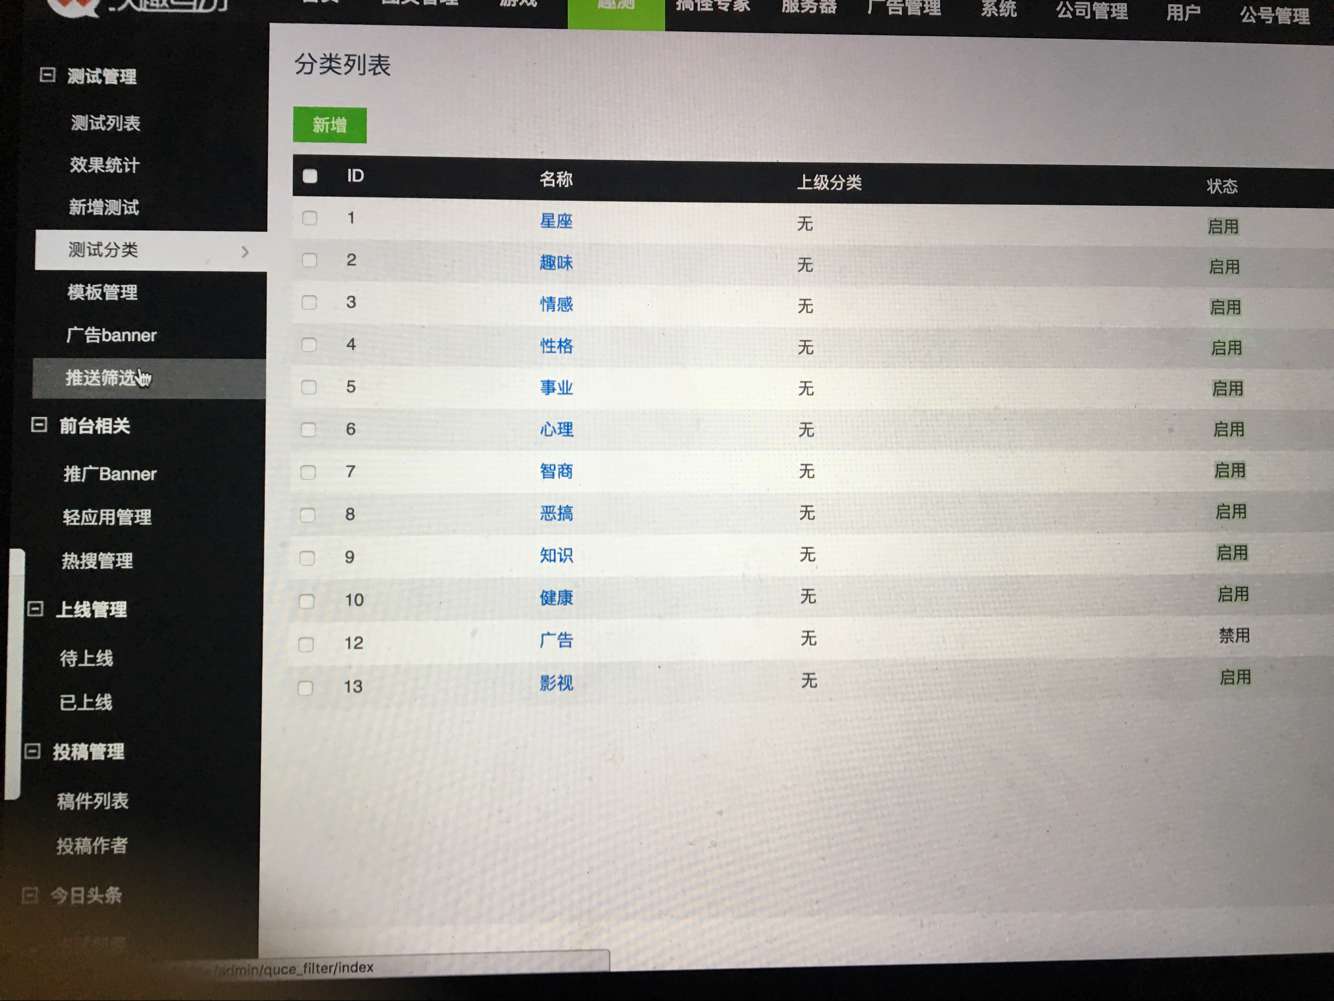 趣测 搞怪专家 服务器 广告管理 系统 公司管理 用户 公号管理
测试管理
测试列表
效果统计
新增测试
测试分类
模板管理
广告banner
推送筛选
前台相关
推广Banner
轻应用管理
热搜管理
上线管理
待上线
已上线
投稿管理
稿件列表
投稿作者
今日头条
分类列表
新增
ID 名称 上级分类 状态
1 星座 无 启用
2 趣味 无 启用
3 情感 无 启用
4 性格 无 启用
5 事业 无 启用
6 心理 无 启用
7 智商 无 启用
8 恶搞 无 启用
9 知识 无 启用
10 健康 无 启用
12 广告 无 禁用
13 影视 无 启用
/admin/quce_filter/index